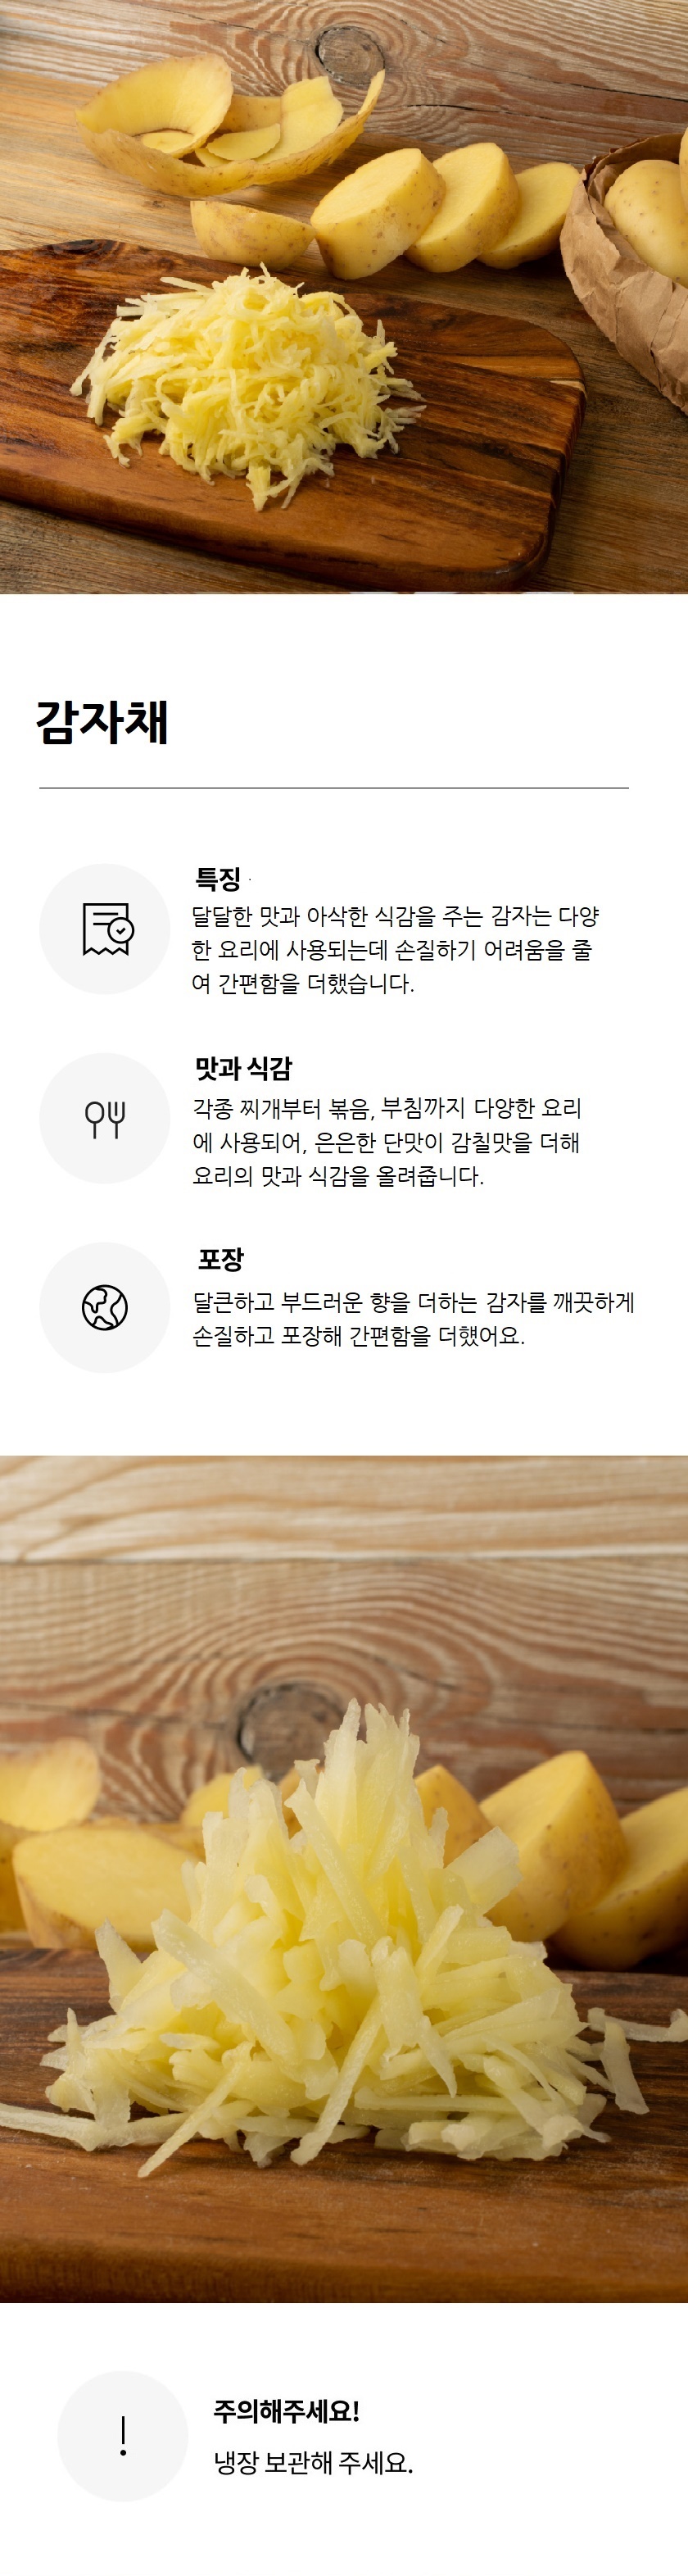 감자채
특징
달달한 맛과 아삭한 식감을 주는 감자는 다양
한 요리에 사용되는데 손질하기 어려움을 줄
여 간편함을 더했습니다.
맛과 식감
각종 찌개부터 볶음, 부침까지 다양한 요리
에 사용되어, 은은한 단맛이 감칠맛을 더해
요리의 맛과 식감을 올려줍니다.
포장
달큰하고 부드러운 향을 더하는 감자를 깨끗하게
손질하고 포장해 간편함을 더했어요.
주의해주세요!
냉장 보관해 주세요.